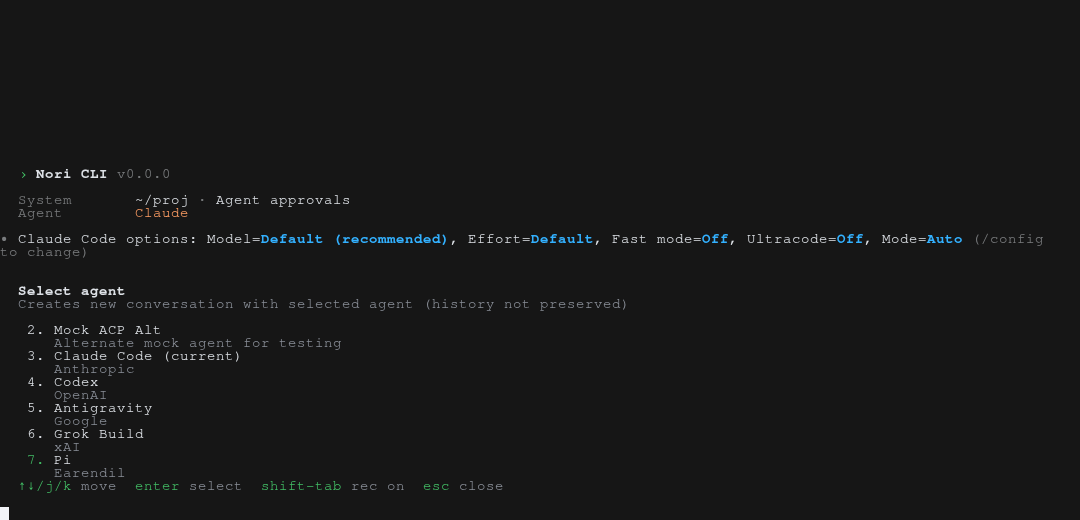 › Nori CLI v0.0.0
System ~/proj · Agent approvals
Agent Claude
• Claude Code options: Model=Default (recommended), Effort=Default, Fast mode=Off, Ultracode=Off, Mode=Auto (/config
to change)
Select agent
Creates new conversation with selected agent (history not preserved)
2. Mock ACP Alt
Alternate mock agent for testing
3. Claude Code (current)
Anthropic
4. Codex
OpenAI
5. Antigravity
Google
6. Grok Build
xAI
7. Pi
Earendil
↑↓/j/k move  enter select  shift-tab rec on  esc close